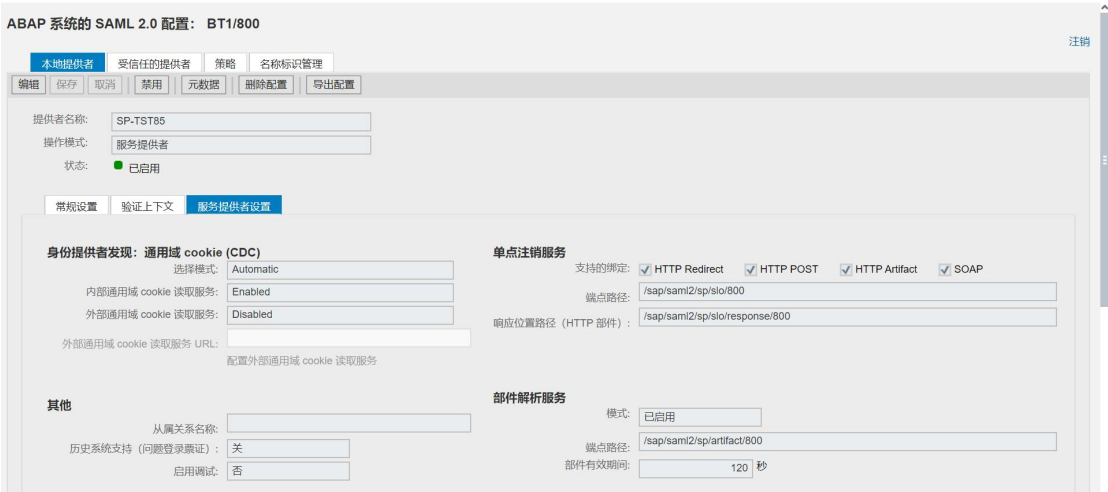 ABAP 系统的 SAML 2.0 配置： BT1/800
注销
本地提供者 受信任的提供者 策略 名称标识管理
编辑 保存 取消 禁用 元数据 删除配置 导出配置
提供者名称: SP-TST85
操作模式: 服务提供者
状态: 已启用
常规设置 验证上下文 服务提供者设置
身份提供者发现：通用域 cookie (CDC)
选择模式: Automatic
内部通用域 cookie 读取服务: Enabled
外部通用域 cookie 读取服务: Disabled
外部通用域 cookie 读取服务 URL:
配置外部通用域 cookie 读取服务
单点注销服务
支持的绑定: HTTP Redirect HTTP POST HTTP Artifact SOAP
端点路径: /sap/saml2/sp/slo/800
响应位置路径（HTTP 部件）: /sap/saml2/sp/slo/response/800
其他
从属关系名称:
历史系统支持（问题登录票证）: 关
启用调试: 否
部件解析服务
模式: 已启用
端点路径: /sap/saml2/sp/artifact/800
部件有效期间: 120 秒